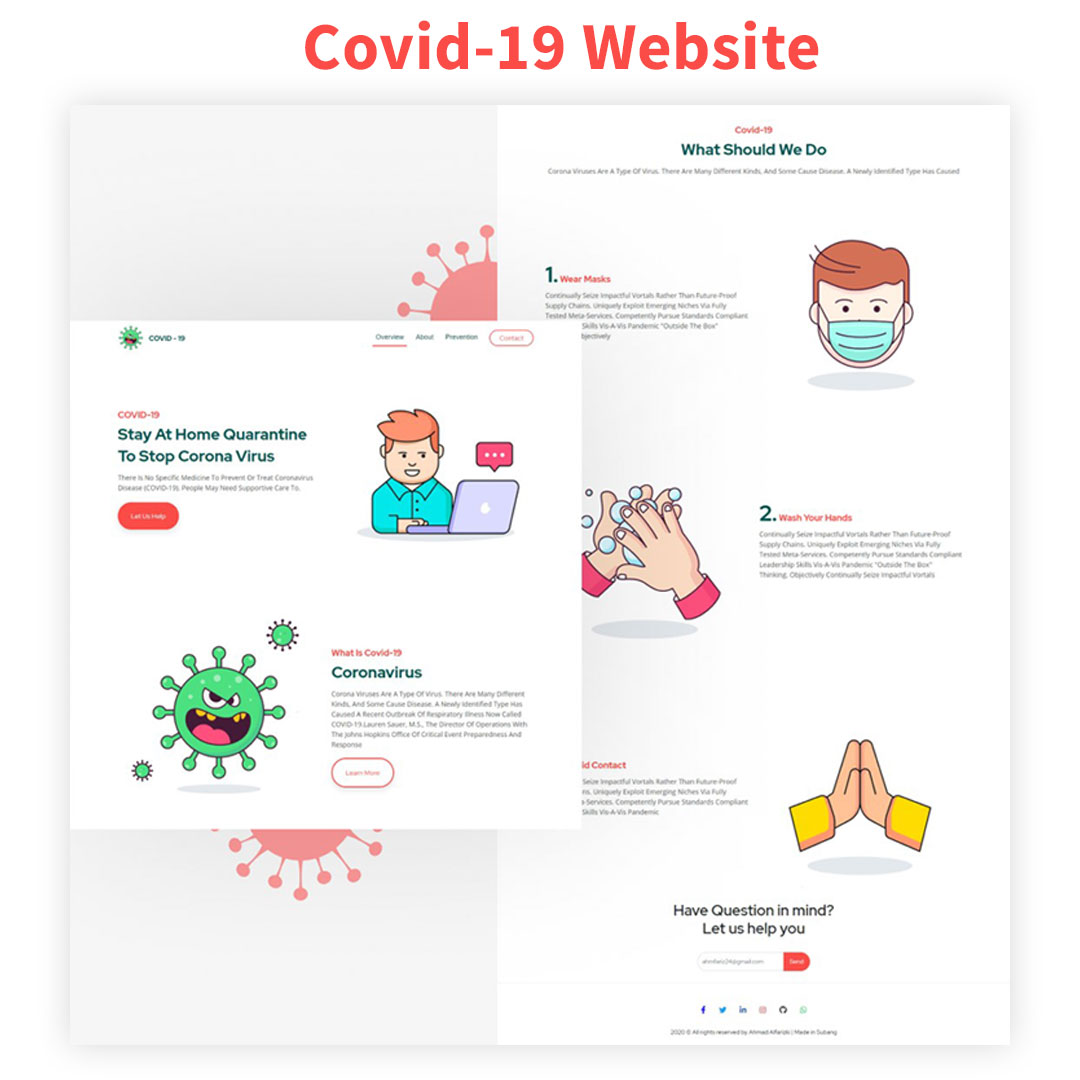 Covid-19 Website
COVID - 19
Overview About Prevention Contact
COVID-19
Stay At Home Quarantine
To Stop Corona Virus
There Is No Specific Medicine To Prevent Or Treat Coronavirus
Disease (COVID-19). People May Need Supportive Care To.
Let Us Help
What Is Covid-19
Coronavirus
Corona Viruses Are A Type Of Virus. There Are Many Different
Kinds, And Some Cause Disease. A Newly Identified Type Has
Caused A Recent Outbreak Of Respiratory Illness Now Called
COVID-19.Lauren Sauer, M.S., The Director Of Operations With
The Johns Hopkins Office Of Critical Event Preparedness And
Response
Learn More
Covid-19
What Should We Do
Corona Viruses Are A Type Of Virus. There Are Many Different Kinds, And Some Cause Disease. A Newly Identified Type Has Caused
1. Wear Masks
Continually Seize Impactful Vortals Rather Than Future-Proof
Supply Chains. Uniquely Exploit Emerging Niches Via Fully
Tested Meta-Services. Competently Pursue Standards Compliant
Skills Vis-A-Vis Pandemic "Outside The Box"
bjectively
2. Wash Your Hands
Continually Seize Impactful Vortals Rather Than Future-Proof
Supply Chains. Uniquely Exploit Emerging Niches Via Fully
Tested Meta-Services. Competently Pursue Standards Compliant
Leadership Skills Vis-A-Vis Pandemic "Outside The Box"
Thinking. Objectively Continually Seize Impactful Vortals
id Contact
Seize Impactful Vortals Rather Than Future-Proof
ns. Uniquely Exploit Emerging Niches Via Fully
-Services. Competently Pursue Standards Compliant
Skills Vis-A-Vis Pandemic
Have Question in mind?
Let us help you
Send
2020 © All rights reserved by Ahmad Alfarizki | Made in Subang